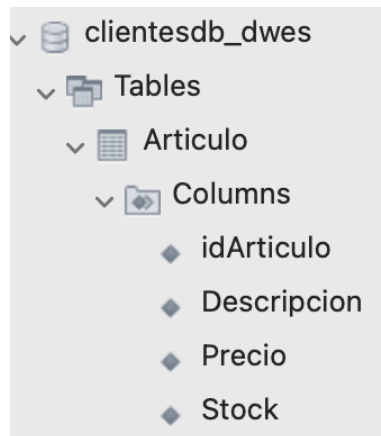 clientesdb_dwes
Tables
Articulo
Columns
idArticulo
Descripcion
Precio
Stock